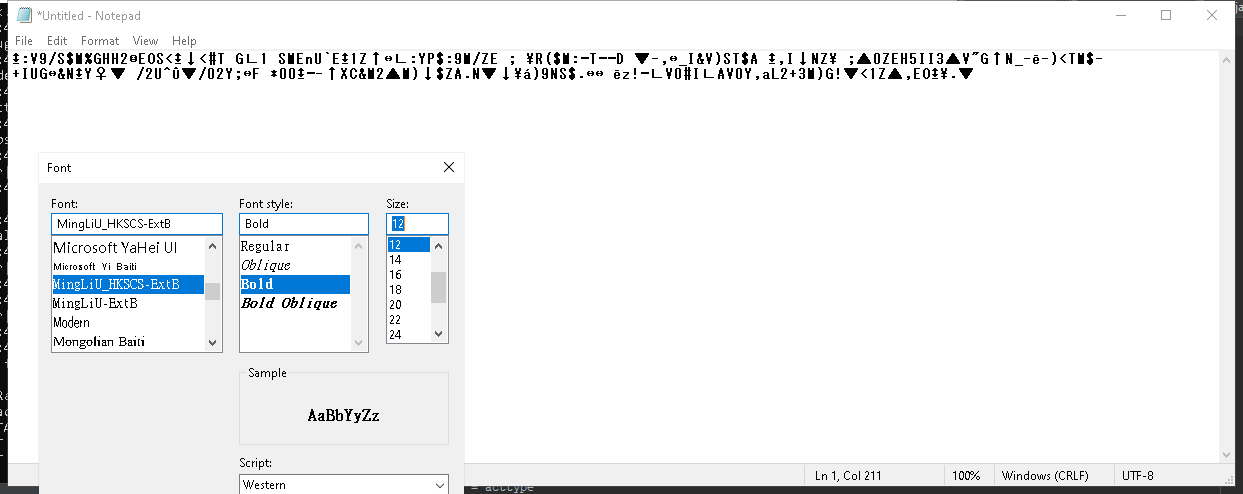 *Untitled - Notepad
File Edit Format View Help
±:V9/S$M%GHH2⇔EOS<±↓<#T G∟1 SMEnU`E±1Z↑⇔∟:YP$:9M/ZE ; ¥R($M:—T——D ▼-,⇔_I&V)ST$A ±,I↓NZ¥ ;▲OZEH5II3▲V˝G↑N_-ē-)<TM$-
+IUG⇔&N±Y♀▼ /2U^Û▼/O2Y;⇔F *OO±—-↑XC&M2▲M)↓$ZA.N▼↓¥á)9NS$.⇔⇔ ēz!—∟VO#I∟AVOY,aL2+3M)G!▼<1Z▲,EO±¥.▼
Font
Font: Font style: Size:
MingLiU_HKSCS-ExtB Bold 12
Microsoft YaHei UI
Microsoft Yi Baiti
MingLiU_HKSCS-ExtB
MingLiU-ExtB
Modern
Mongolian Baiti
Regular
Oblique
Bold
Bold Oblique
12
14
16
18
20
22
24
Sample
AaBbYyZz
Script:
Western
Ln 1, Col 211 100% Windows (CRLF) UTF-8
= acctype